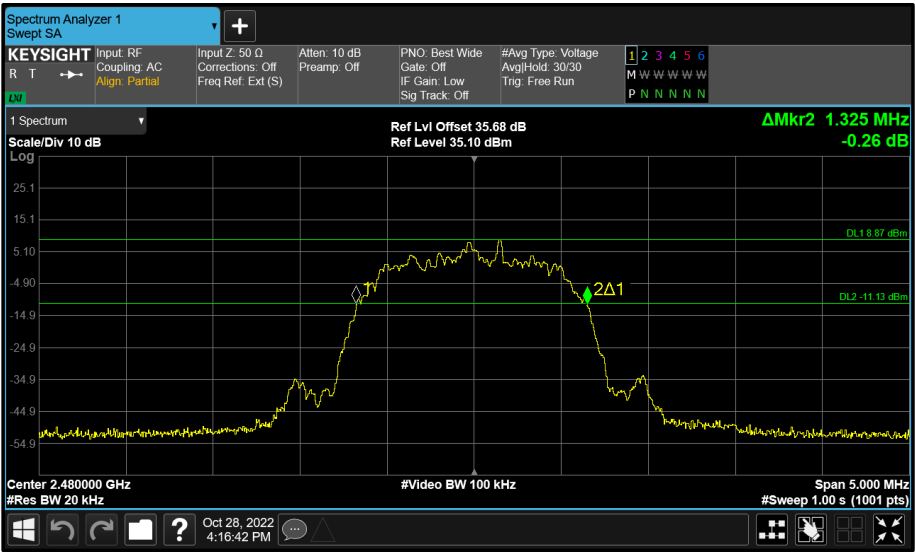 Spectrum Analyzer 1
Swept SA
+
KEYSIGHT
R T
LXI
Input: RF
Coupling: AC
Align: Partial
Input Z: 50 Ω
Corrections: Off
Freq Ref: Ext (S)
Atten: 10 dB
Preamp: Off
PNO: Best Wide
Gate: Off
IF Gain: Low
Sig Track: Off
#Avg Type: Voltage
Avg|Hold: 30/30
Trig: Free Run
1 2 3 4 5 6
M W W W W W
P N N N N N
1 Spectrum
Scale/Div 10 dB
Log
Ref Lvl Offset 35.68 dB
Ref Level 35.10 dBm
ΔMkr2 1.325 MHz
-0.26 dB
25.1
15.1
5.10
-4.90
-14.9
-24.9
-34.9
-44.9
-54.9
DL1 8.87 dBm
DL2 -11.13 dBm
1
2Δ1
Center 2.480000 GHz
#Res BW 20 kHz
#Video BW 100 kHz
Span 5.000 MHz
#Sweep 1.00 s (1001 pts)
?
Oct 28, 2022
4:16:42 PM